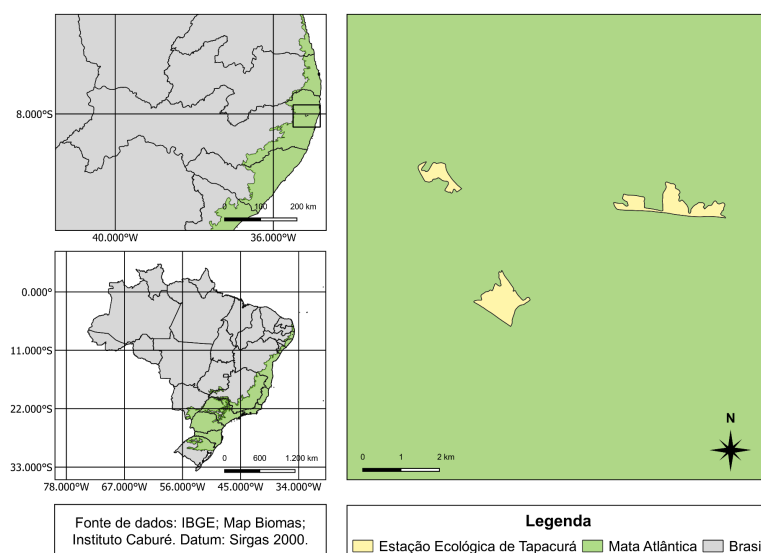 8.000°S
0 100 200 km
40.000°W 36.000°W
0.000°
11.000°S
22.000°S
33.000°S
0 600 1.200 km
78.000°W 67.000°W 56.000°W 45.000°W 34.000°W
N
0 1 2 km
Fonte de dados: IBGE; Map Biomas;
Instituto Caburé. Datum: Sirgas 2000.
Legenda
Estação Ecológica de Tapacurá Mata Atlântica Brasi